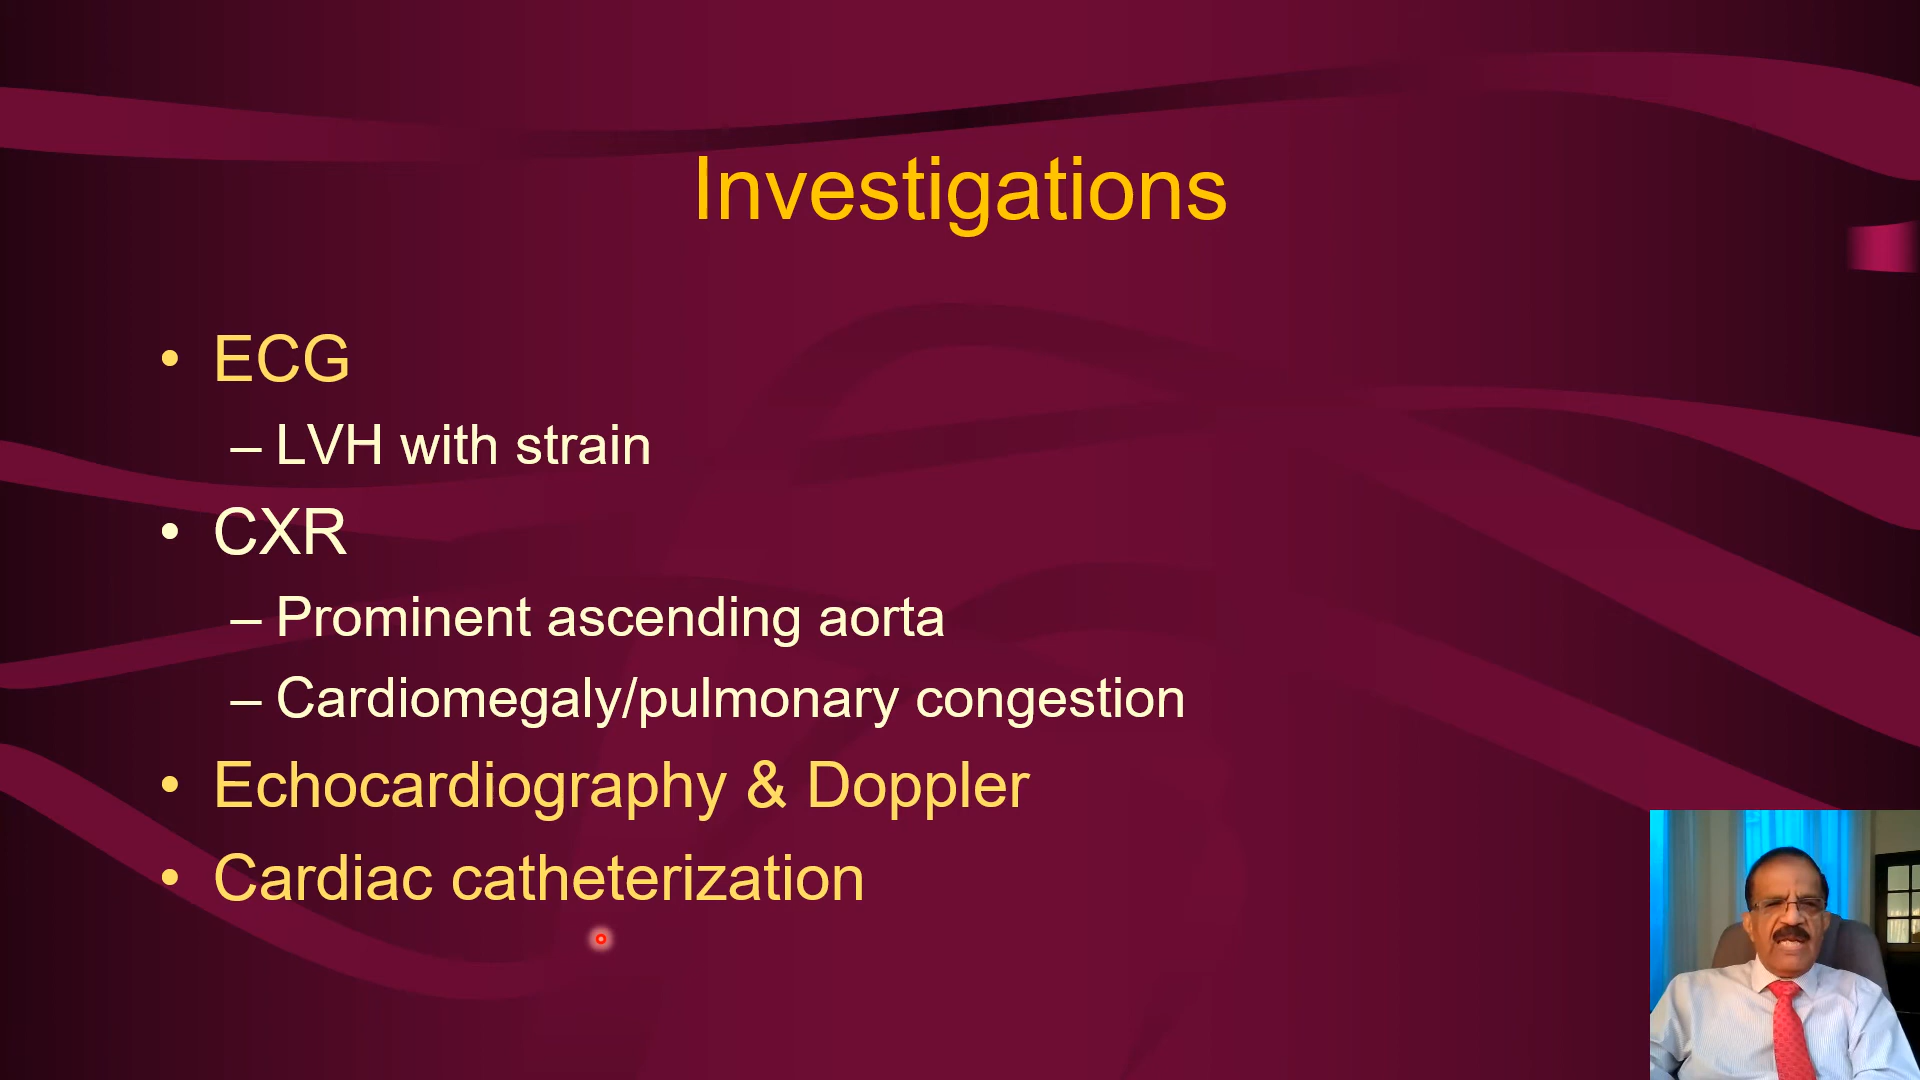 Investigations
• ECG
– LVH with strain
• CXR
– Prominent ascending aorta
– Cardiomegaly/pulmonary congestion
• Echocardiography & Doppler
• Cardiac catheterization